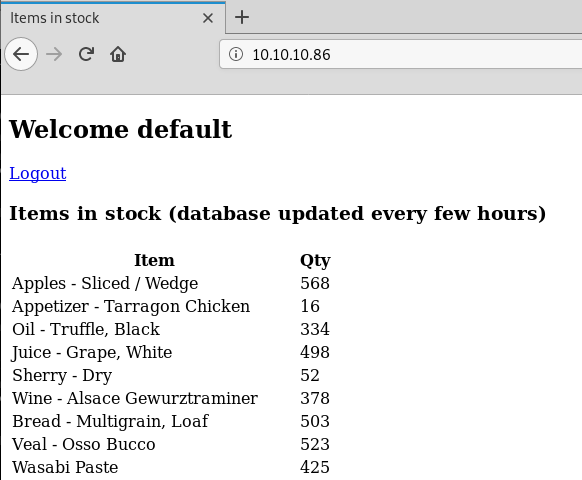 Items in stock
10.10.10.86
Welcome default
Logout
Items in stock (database updated every few hours)
Item Qty
Apples - Sliced / Wedge 568
Appetizer - Tarragon Chicken 16
Oil - Truffle, Black 334
Juice - Grape, White 498
Sherry - Dry 52
Wine - Alsace Gewurztraminer 378
Bread - Multigrain, Loaf 503
Veal - Osso Bucco 523
Wasabi Paste 425